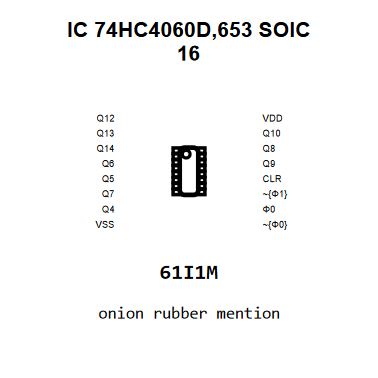 IC 74HC4060D,653 SOIC
16
Q12 VDD
Q13 Q10
Q14 Q8
Q6 Q9
Q5 CLR
Q7 ~{Φ1}
Q4 Φ0
VSS ~{Φ0}
61I1M
onion rubber mention